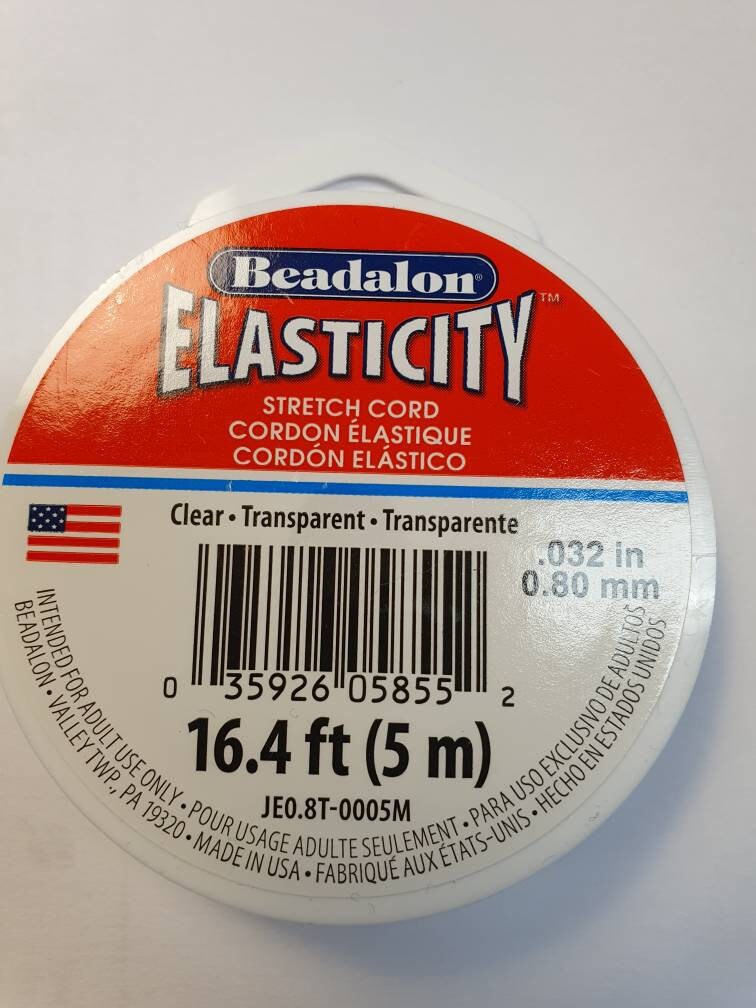 Beadalon®
ELASTICITY™
STRETCH CORD
CORDON ÉLASTIQUE
CORDÓN ELÁSTICO
Clear • Transparent • Transparente
.032 in
0.80 mm
0 35926 05855 2
16.4 ft (5 m)
JE0.8T-0005M
INTENDED FOR ADULT USE ONLY • POUR USAGE ADULTE SEULEMENT • PARA USO EXCLUSIVO DE ADULTOS
BEADALON • VALLEY TWP., PA 19320 • MADE IN USA • FABRIQUÉ AUX ÉTATS-UNIS • HECHO EN ESTADOS UNIDOS